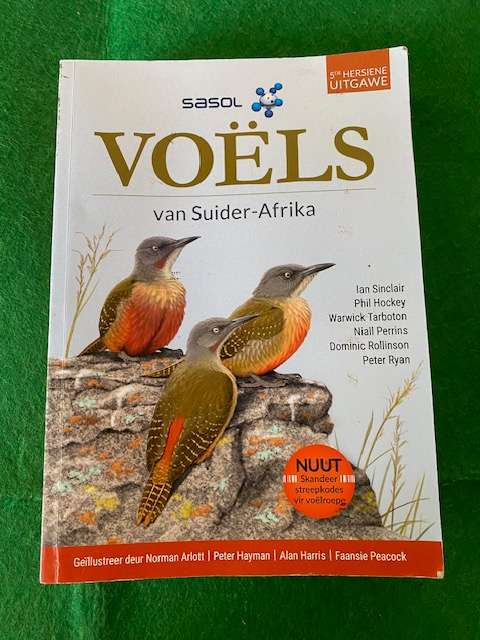 5DE HERSIENE
UITGAWE
sasol
VOËLS
van Suider-Afrika
Ian Sinclair
Phil Hockey
Warwick Tarboton
Niall Perrins
Dominic Rollinson
Peter Ryan
NUUT
Skandeer
streepkodes
vir voëlroepe
Geïllustreer deur Norman Arlott | Peter Hayman | Alan Harris | Faansie Peacock